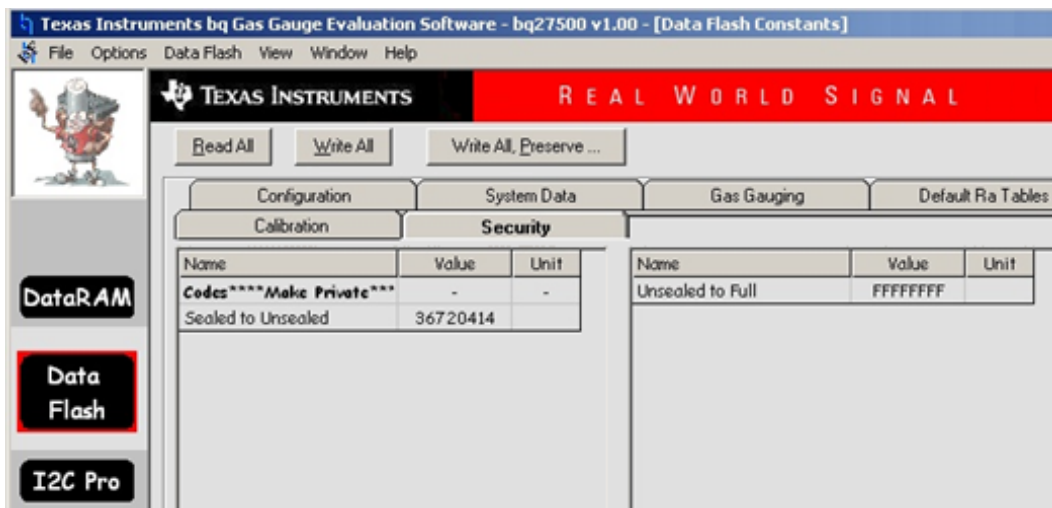 Texas Instruments bq Gas Gauge Evaluation Software - bq27500 v1.00 - [Data Flash Constants]
File Options Data Flash View Window Help
TEXAS INSTRUMENTS REAL WORLD SIGNAL
Read All Write All Write All, Preserve ...
Configuration System Data Gas Gauging Default Ra Tables
Calibration Security
Name Value Unit Name Value Unit
Codes****Make Private*** - - Unsealed to Full FFFFFFFF
Sealed to Unsealed 36720414
DataRAM
Data
Flash
I2C Pro